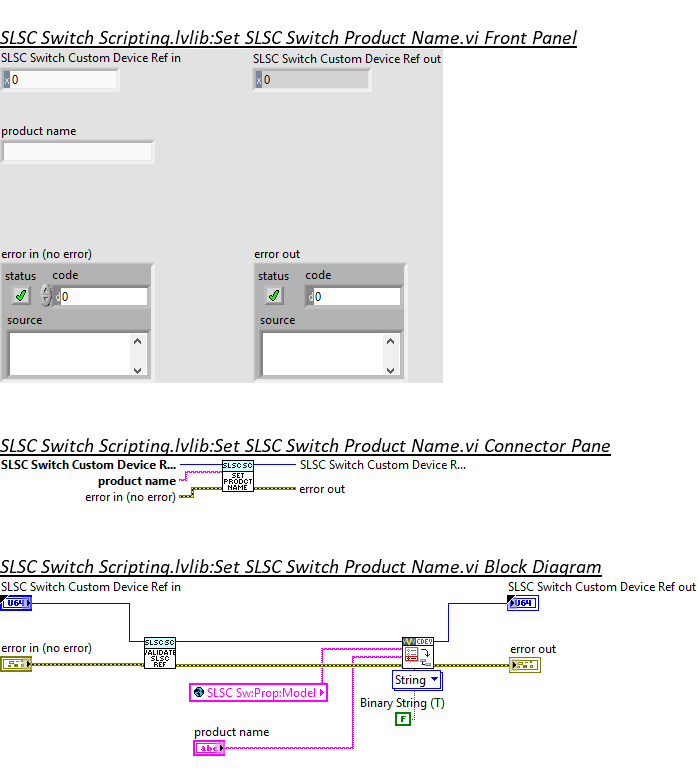 SLSC Switch Scripting.lvlib:Set SLSC Switch Product Name.vi Front Panel
SLSC Switch Custom Device Ref in
SLSC Switch Custom Device Ref out
x 0
x 0
product name
error in (no error)
error out
status code
status code
d 0
d 0
source
source
SLSC Switch Scripting.lvlib:Set SLSC Switch Product Name.vi Connector Pane
SLSC Switch Custom Device R...
SLSC SC
SLSC Switch Custom Device R...
product name
SET
PRODCT
NAME
error in (no error)
error out
SLSC Switch Scripting.lvlib:Set SLSC Switch Product Name.vi Block Diagram
SLSC Switch Custom Device Ref in
SLSC Switch Custom Device Ref out
U64
U64
error in (no error)
SLSC SC
VALIDATE
SLSC
REF
CDEV
error out
String
SLSC Sw:Prop:Model
Binary String (T)
F
product name
abc